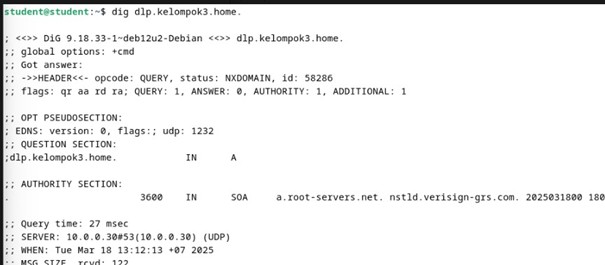 student@student:~$ dig dlp.kelompok3.home.
; <<>> DiG 9.18.33-1~deb12u2-Debian <<>> dlp.kelompok3.home.
;; global options: +cmd
;; Got answer:
;; ->>HEADER<<- opcode: QUERY, status: NXDOMAIN, id: 58286
;; flags: qr aa rd ra; QUERY: 1, ANSWER: 0, AUTHORITY: 1, ADDITIONAL: 1
;; OPT PSEUDOSECTION:
; EDNS: version: 0, flags:; udp: 1232
;; QUESTION SECTION:
;dlp.kelompok3.home. IN A
;; AUTHORITY SECTION:
. 3600 IN SOA a.root-servers.net. nstld.verisign-grs.com. 2025031800 180
;; Query time: 27 msec
;; SERVER: 10.0.0.30#53(10.0.0.30) (UDP)
;; WHEN: Tue Mar 18 13:12:13 +07 2025
;; MSG SIZE rcvd: 122